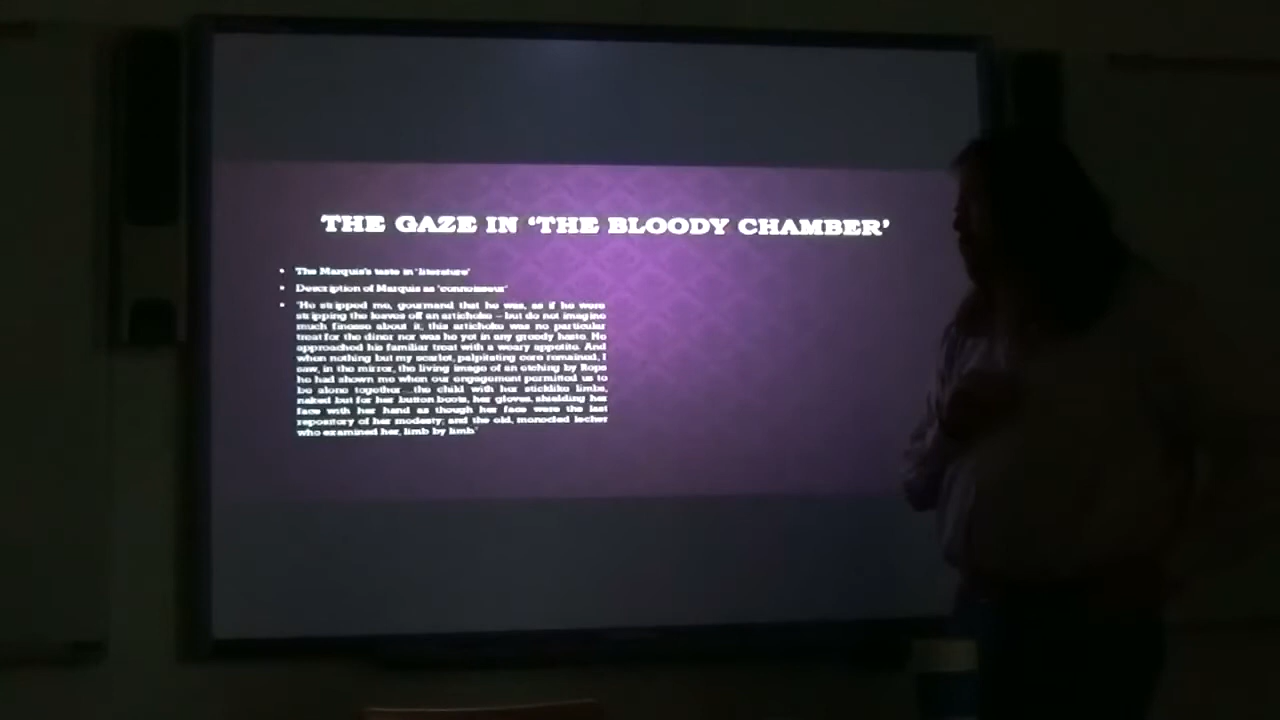 THE GAZE IN ‘THE BLOODY CHAMBER’
• The Marquis's taste in ‘literature’
• Description of Marquis as ‘connoisseur’
• ‘He stripped me, gourmand that he was, as if he were
stripping the leaves off an artichoke – but do not imagine
much finesse about it; this artichoke was no particular
treat for the diner nor was he yet in any greedy haste. He
approached his familiar treat with a weary appetite. And
when nothing but my scarlet, palpitating core remained, I
saw, in the mirror, the living image of an etching by Rops
he had shown me when our engagement permitted us to
be alone together...the child with her sticklike limbs,
naked but for her button boots, her gloves, shielding her
face with her hand as though her face were the last
repository of her modesty; and the old, monocled lecher
who examined her, limb by limb’